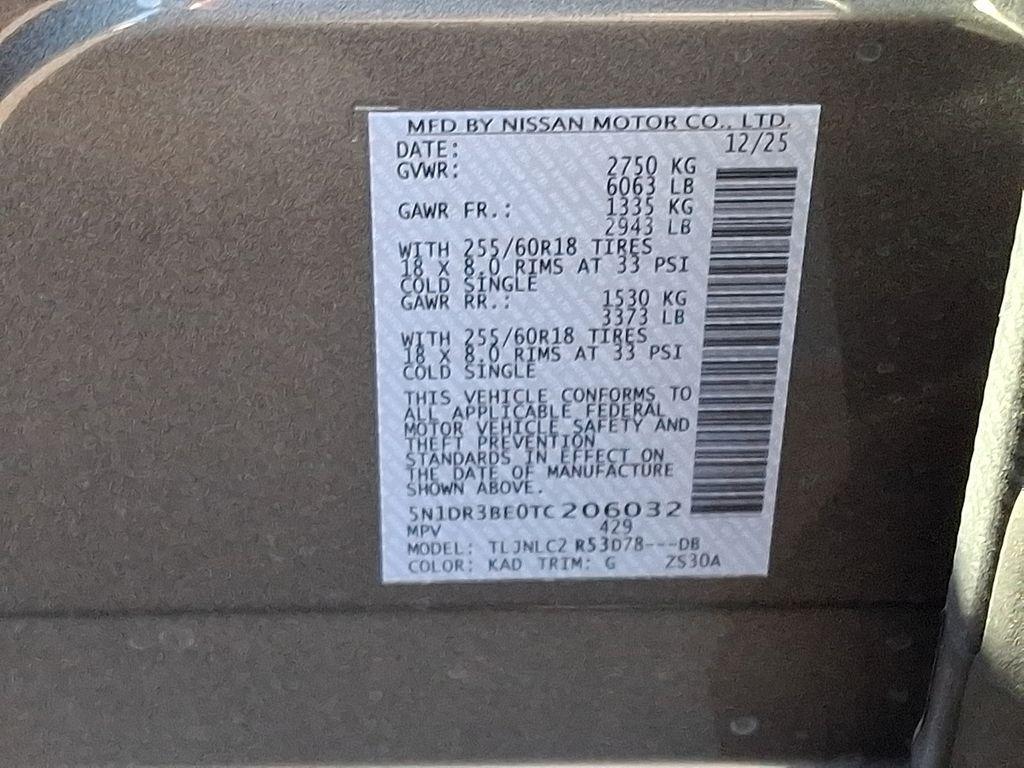 MFD BY NISSAN MOTOR CO., LTD.
DATE: 12/25
GVWR: 2750 KG
6063 LB
GAWR FR.: 1335 KG
2943 LB
WITH 255/60R18 TIRES
18 X 8.0 RIMS AT 33 PSI
COLD SINGLE
GAWR RR.: 1530 KG
3373 LB
WITH 255/60R18 TIRES
18 X 8.0 RIMS AT 33 PSI
COLD SINGLE
THIS VEHICLE CONFORMS TO
ALL APPLICABLE FEDERAL
MOTOR VEHICLE SAFETY AND
THEFT PREVENTION
STANDARDS IN EFFECT ON
THE DATE OF MANUFACTURE
SHOWN ABOVE.
5N1DR3BE0TC206032
MPV 429
MODEL: TLJNLC2 R53D78---DB
COLOR: KAD TRIM: G ZS30A